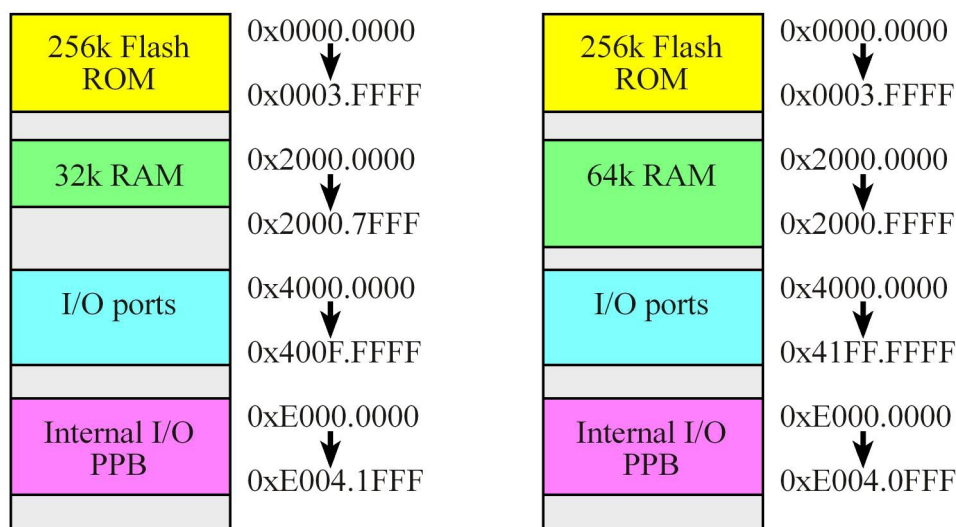 256k Flash
ROM
0x0000.0000
0x0003.FFFF
32k RAM
0x2000.0000
0x2000.7FFF
I/O ports
0x4000.0000
0x400F.FFFF
Internal I/O
PPB
0xE000.0000
0xE004.1FFF
256k Flash
ROM
0x0000.0000
0x0003.FFFF
64k RAM
0x2000.0000
0x2000.FFFF
I/O ports
0x4000.0000
0x41FF.FFFF
Internal I/O
PPB
0xE000.0000
0xE004.0FFF